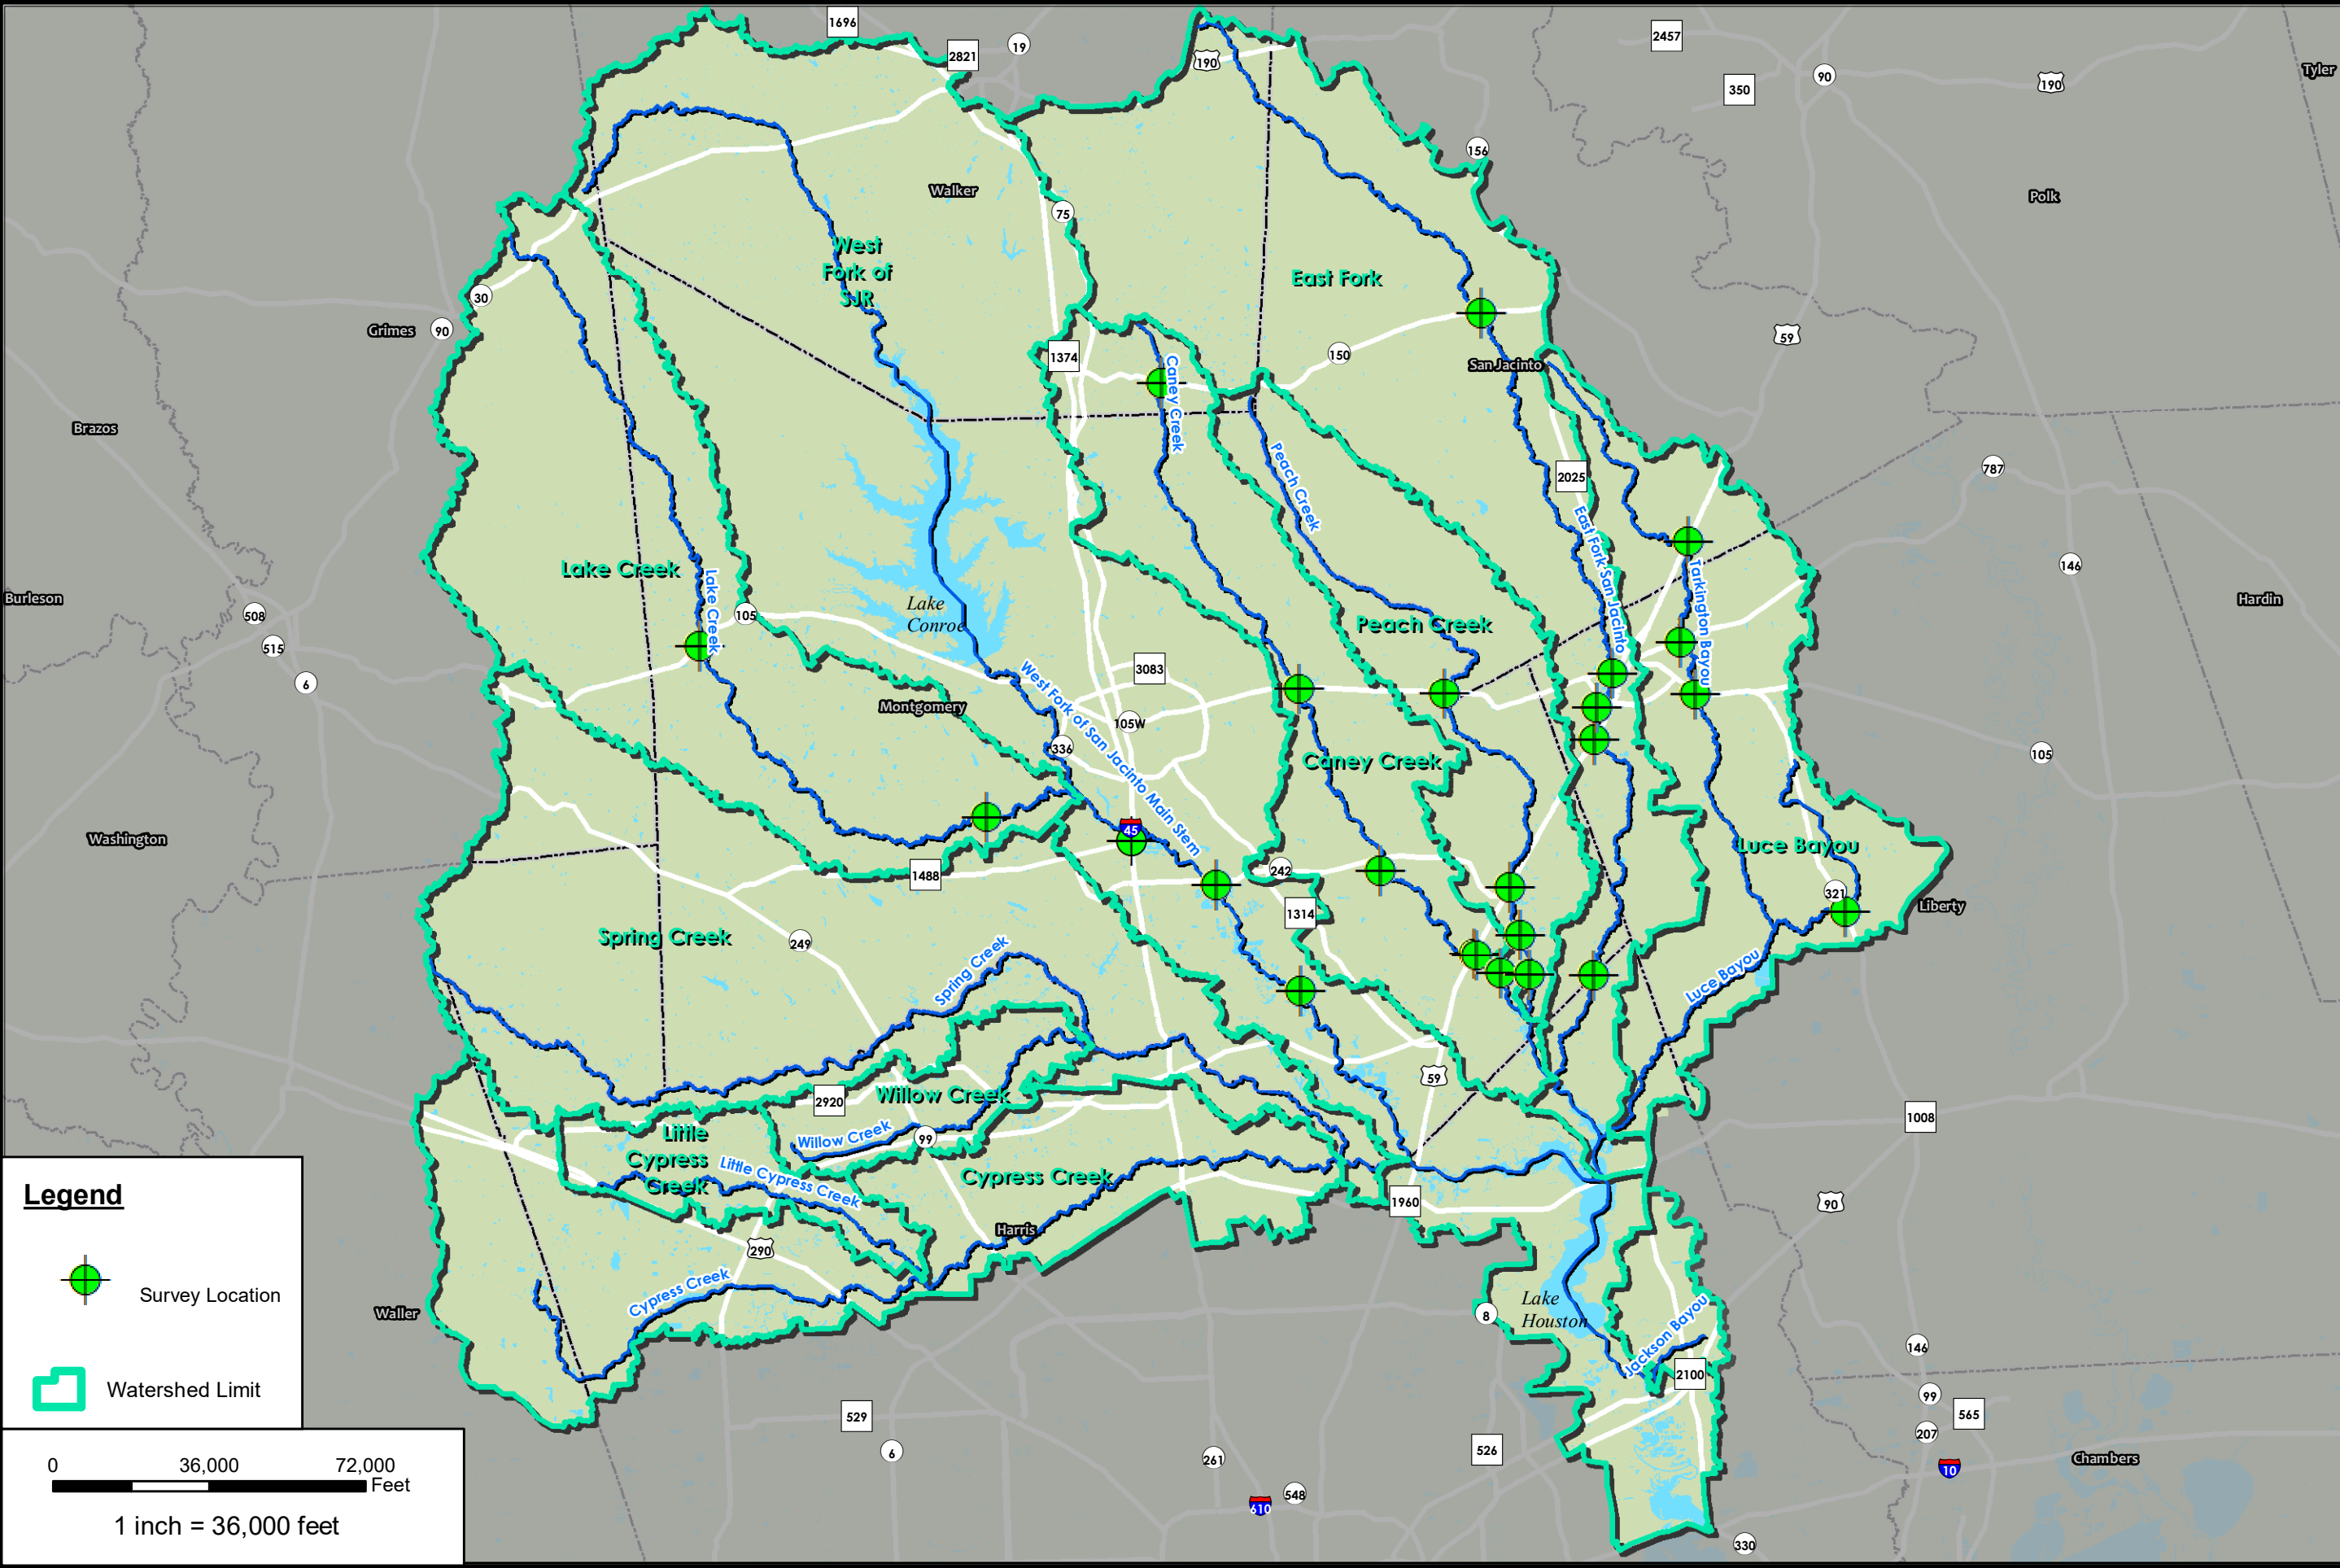 1696
2821
19
190
2457
350
90
190
Tyler
156
Walker
75
Polk
West
Fork of
SJR
East Fork
30
Grimes
90
59
1374
150
San Jacinto
Caney Creek
Brazos
Peach Creek
2025
787
East Fork San Jacinto
Lake Creek
Lake Creek
Tarkington Bayou
146
Burleson
508
515
6
105
Lake
Conroe
Peach Creek
Hardin
3083
West Fork of San Jacinto Main Stem
Montgomery
105W
336
Caney Creek
105
Washington
45
Luce Bayou
1488
242
321
1314
Liberty
Spring Creek
249
Spring Creek
Luce Bayou
59
2920
Willow Creek
1008
Little
Cypress
Creek
Willow Creek
99
Little Cypress Creek
Cypress Creek
1960
90
Harris
290
Cypress Creek
Waller
Lake
Houston
8
Jackson Bayou
2100
146
99
565
207
529
6
261
526
548
610
10
Chambers
330
Legend
Survey Location
Watershed Limit
0 36,000 72,000
Feet
1 inch = 36,000 feet